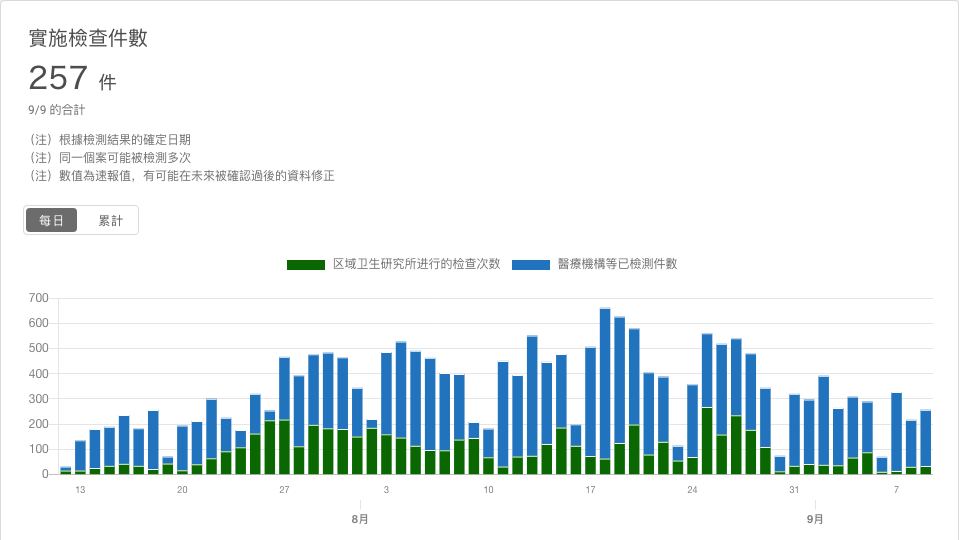 實施檢查件數
257 件
9/9 的合計
（注）根據檢測結果的確定日期
（注）同一個案可能被檢測多次
（注）數值為速報值，有可能在未來被確認過後的資料修正
每日 累計
区域卫生研究所进行的检查次数 醫療機構等已檢測件數
700
600
500
400
300
200
100
0
13 20 27 3 10 17 24 31 7
8月 9月